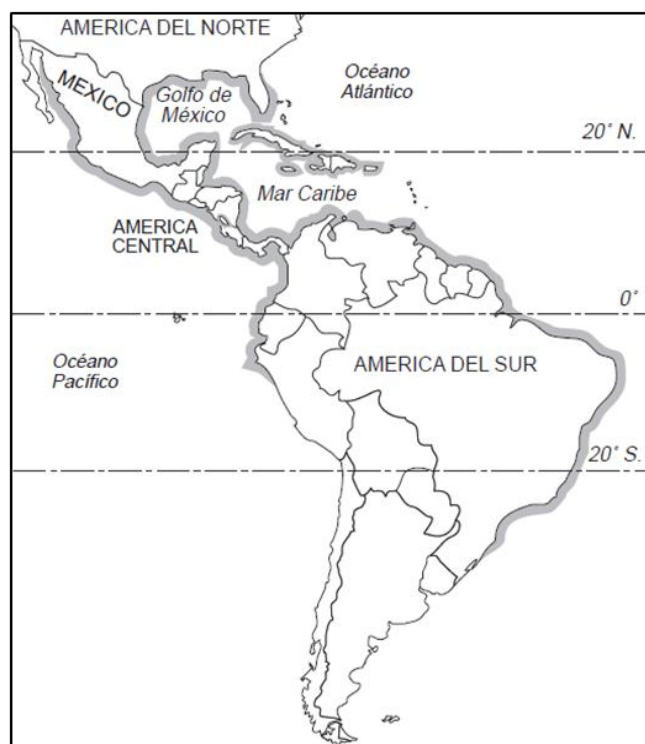 AMERICA DEL NORTE
MEXICO
Golfo de
México
Océano
Atlántico
20° N.
Mar Caribe
AMERICA
CENTRAL
0°
Océano
Pacífico
AMERICA DEL SUR
20° S.